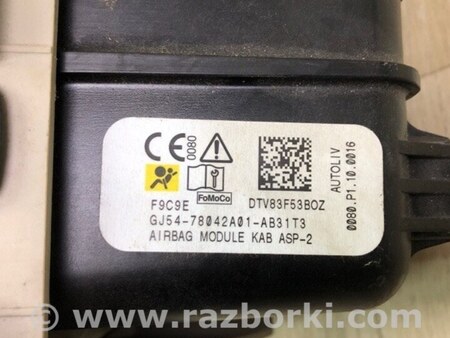 CE 0080
FoMoCo
F9C9E DTV83F53BOZ
GJ54-78042A01-AB31T3
AIRBAG MODULE KAB ASP-2
AUTOLIV
0080.P1.10.0016
www.razborki.com